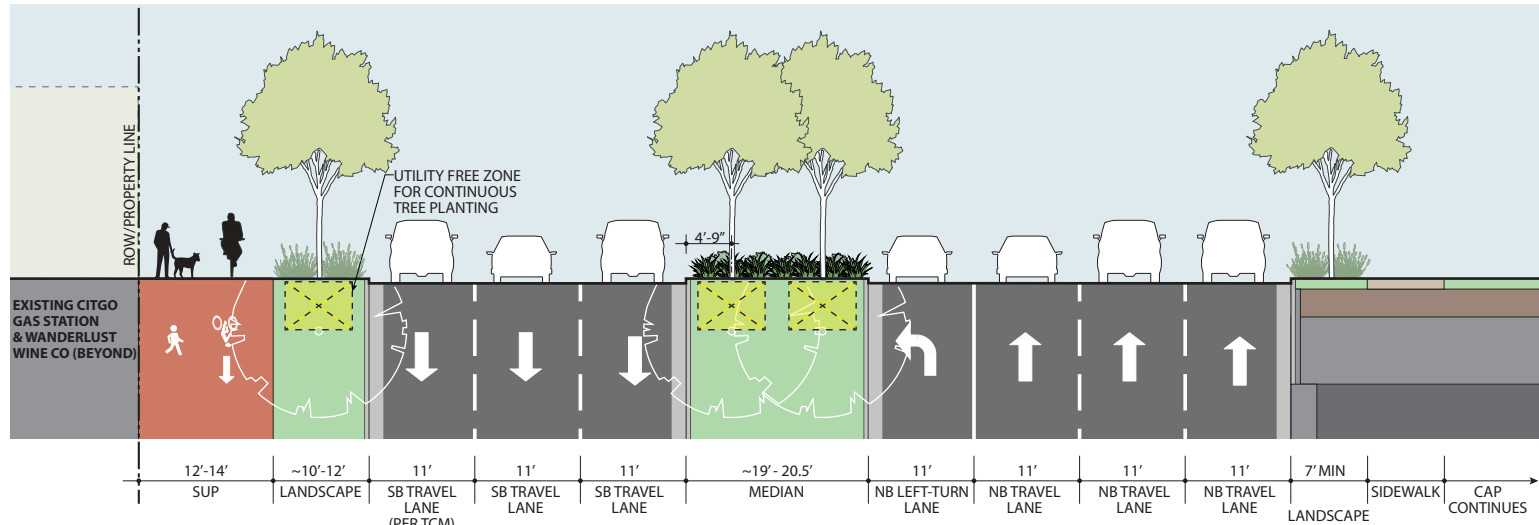 ROW/PROPERTY LINE
UTILITY FREE ZONE
FOR CONTINUOUS
TREE PLANTING
4'-9"
EXISTING CITGO
GAS STATION
& WANDERLUST
WINE CO (BEYOND)
12'-14'
SUP
~10'-12'
LANDSCAPE
11'
SB TRAVEL
LANE
(PER TCM)
11'
SB TRAVEL
LANE
11'
SB TRAVEL
LANE
~19' - 20.5'
MEDIAN
11'
NB LEFT-TURN
LANE
11'
NB TRAVEL
LANE
11'
NB TRAVEL
LANE
11'
NB TRAVEL
LANE
7' MIN
LANDSCAPE
SIDEWALK
CAP
CONTINUES